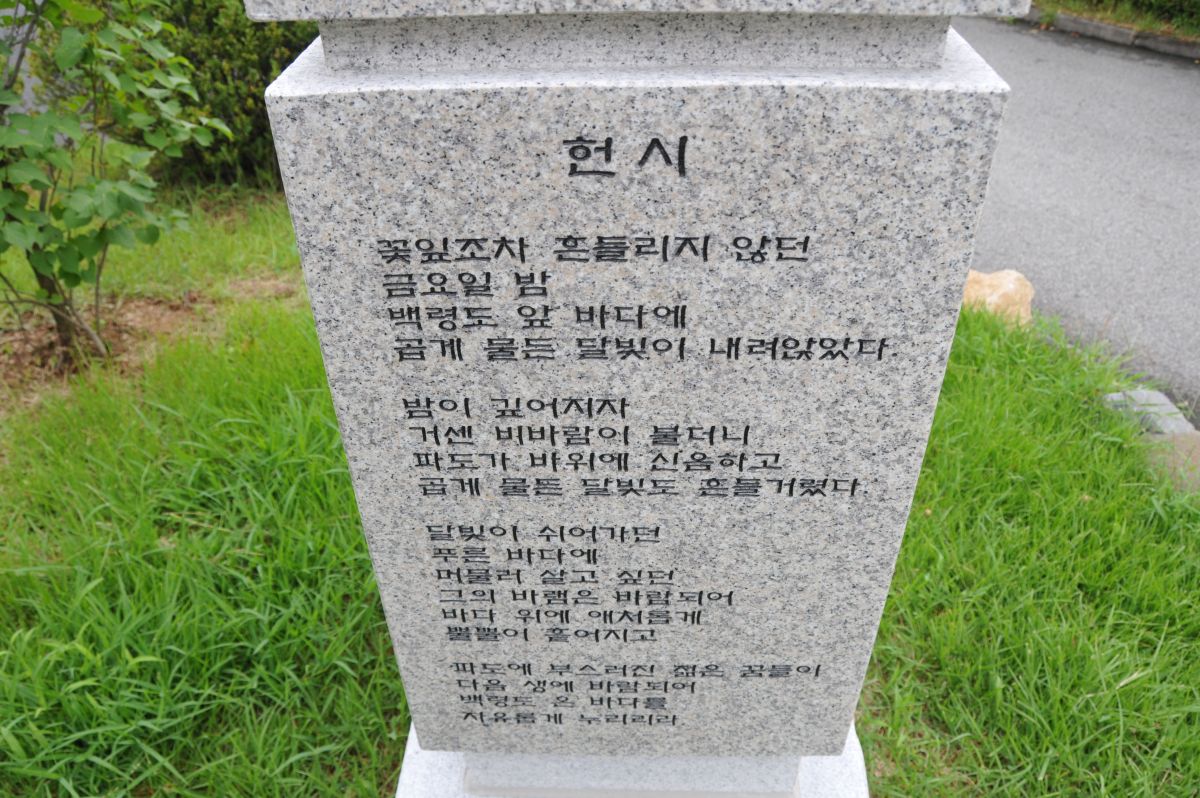 헌 시
꽃잎조차 흔들리지 않던
금요일 밤
백령도 앞 바다에
곱게 물든 달빛이 내려앉았다.
밤이 깊어지자
거센 비바람이 불더니
파도가 바위에 신음하고
곱게 물든 달빛도 흔들거렸다.
달빛이 쉬어가던
푸른 바다에
머물러 살고 싶던
그의 바램은 바람되어
바다 위에 애처롭게
뿔뿔이 흩어지고
파도에 부스러진 젊은 꿈들이
다음 생에 바람되어
백령도 온 바다를
자유롭게 누리리라